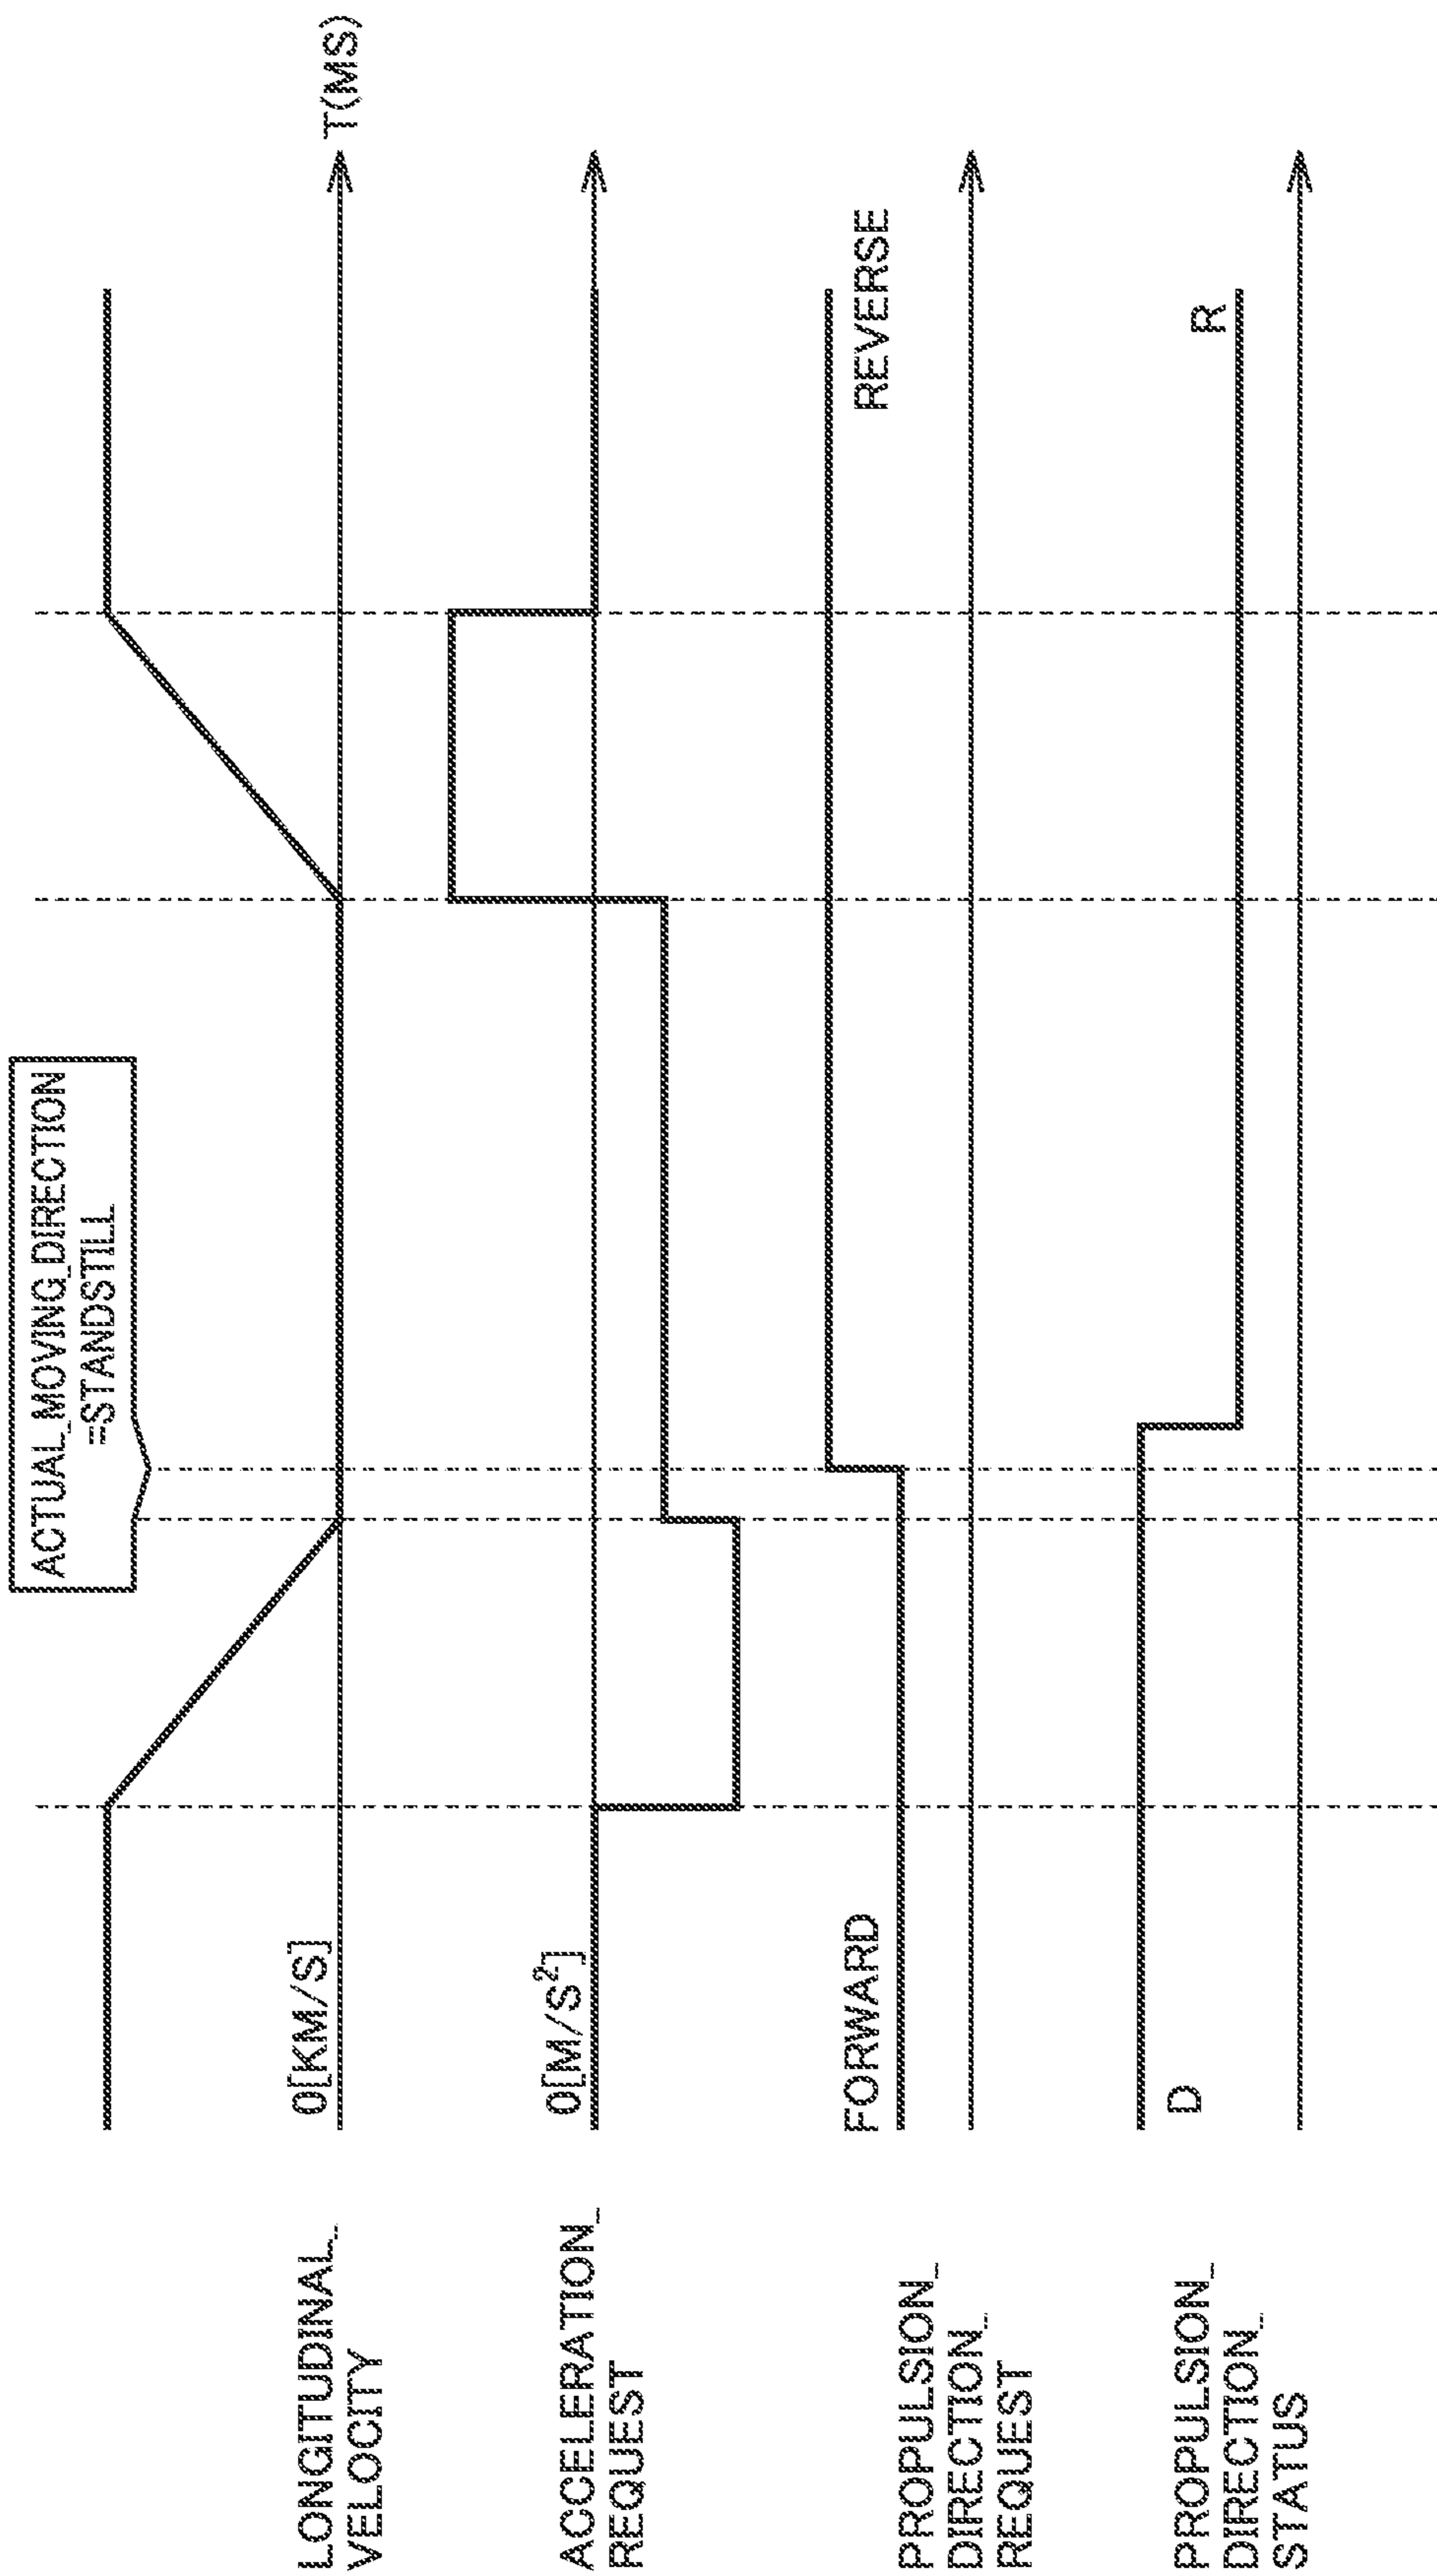 ACTUAL_MOVING_DIRECTION
=STANDSTILL
T(MS)
LONGITUDINAL_
VELOCITY
0[KM/S]
ACCELERATION_
REQUEST
0[M/S²]
PROPULSION_
DIRECTION_
REQUEST
FORWARD
REVERSE
PROPULSION_
DIRECTION_
STATUS
D
R